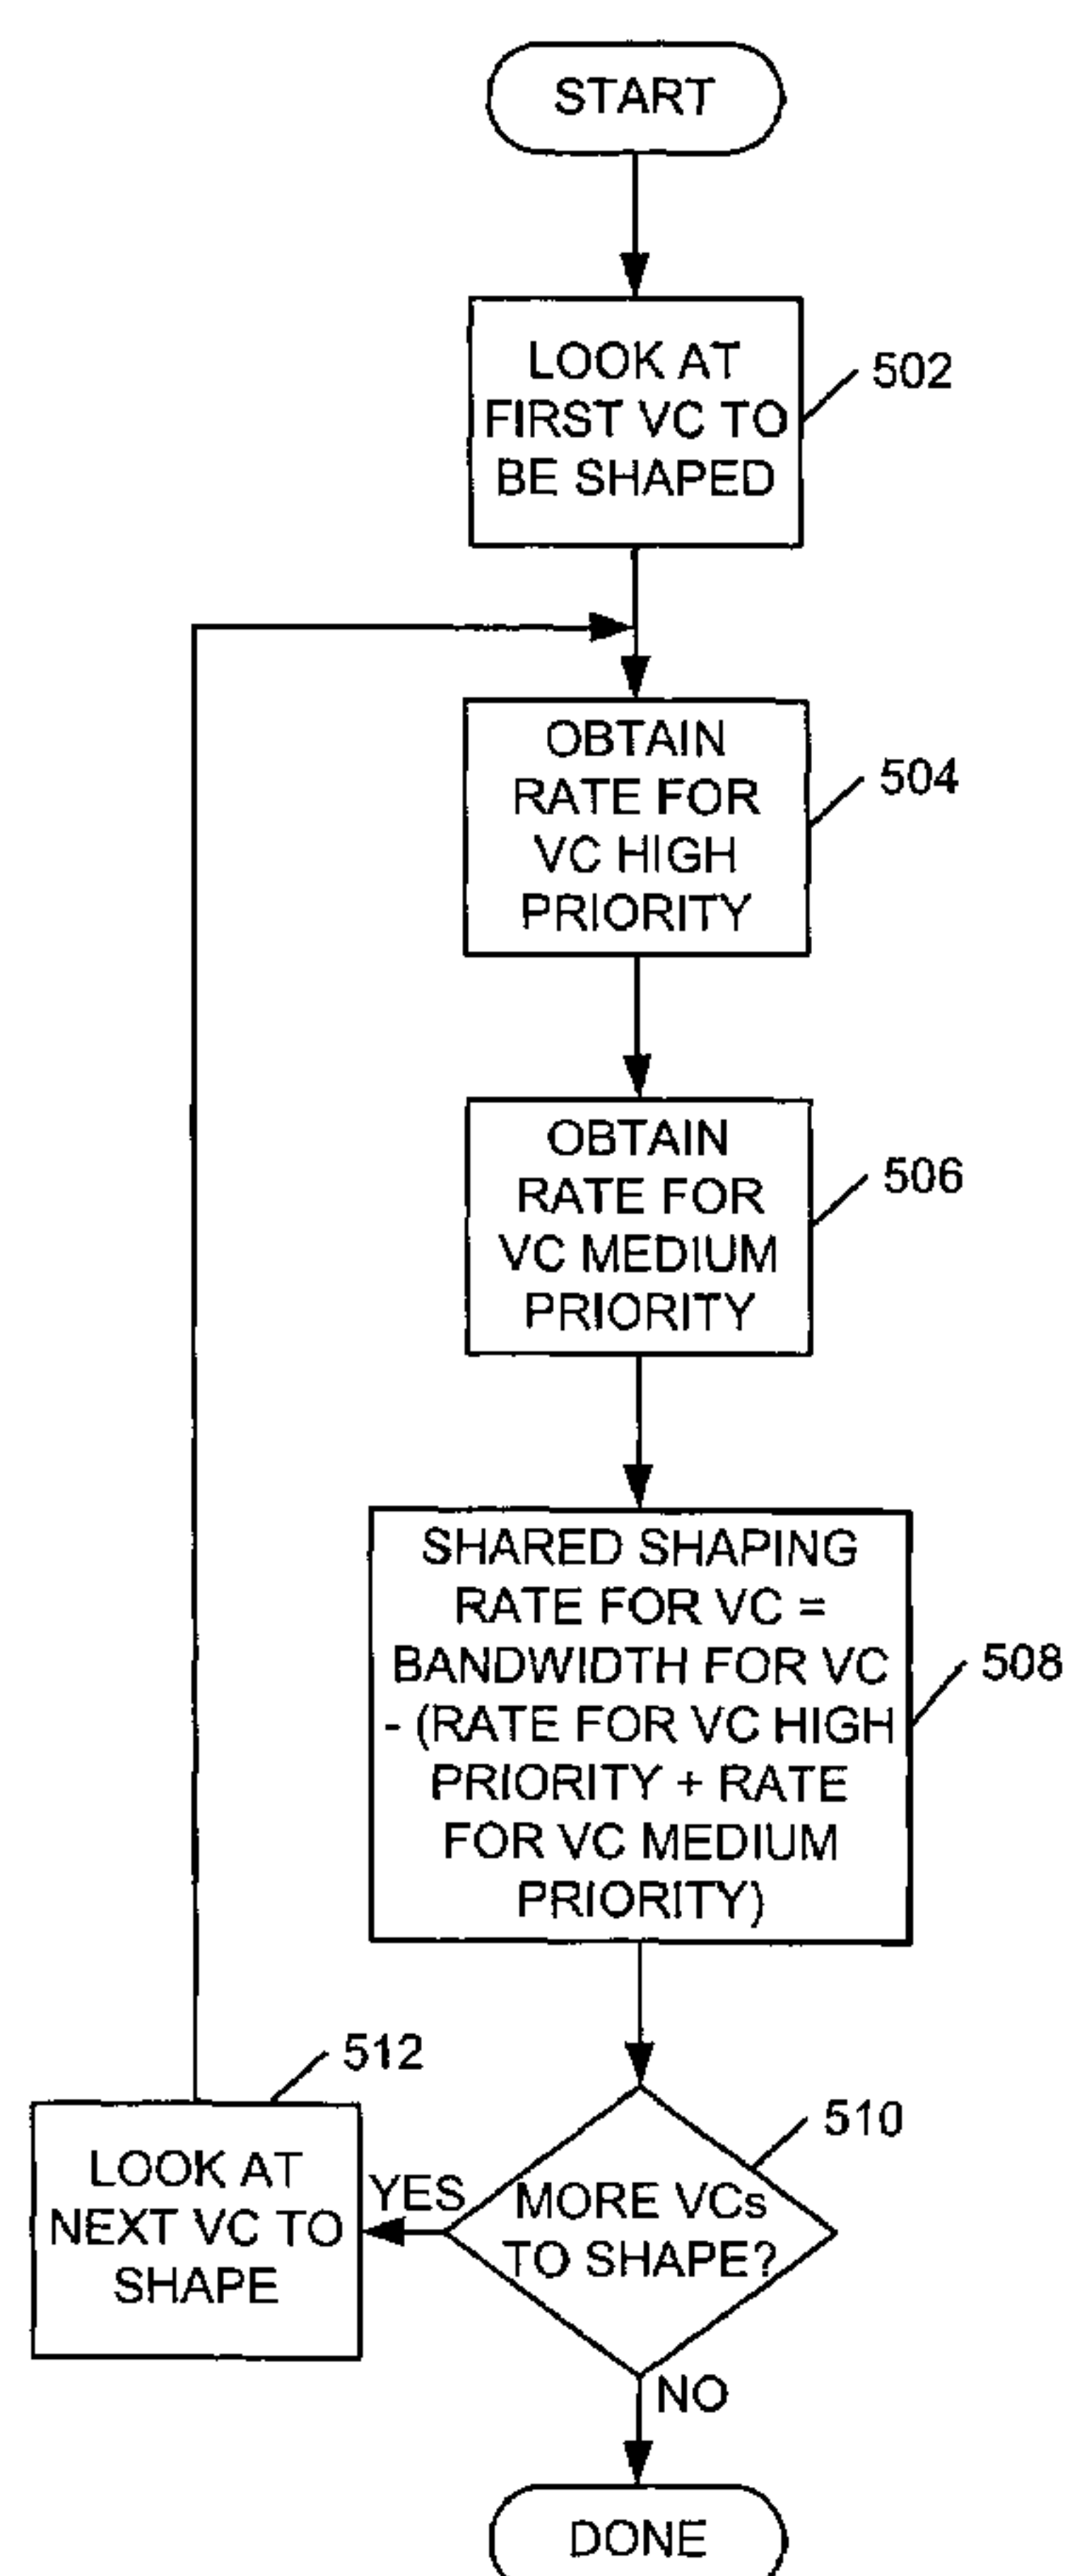 START
LOOK AT
FIRST VC TO
BE SHAPED
502
OBTAIN
RATE FOR
VC HIGH
PRIORITY
504
OBTAIN
RATE FOR
VC MEDIUM
PRIORITY
506
SHARED SHAPING
RATE FOR VC =
BANDWIDTH FOR VC
- (RATE FOR VC HIGH
PRIORITY + RATE
FOR VC MEDIUM
PRIORITY)
508
512
LOOK AT
NEXT VC TO
SHAPE
YES
510
MORE VCs
TO SHAPE?
NO
DONE